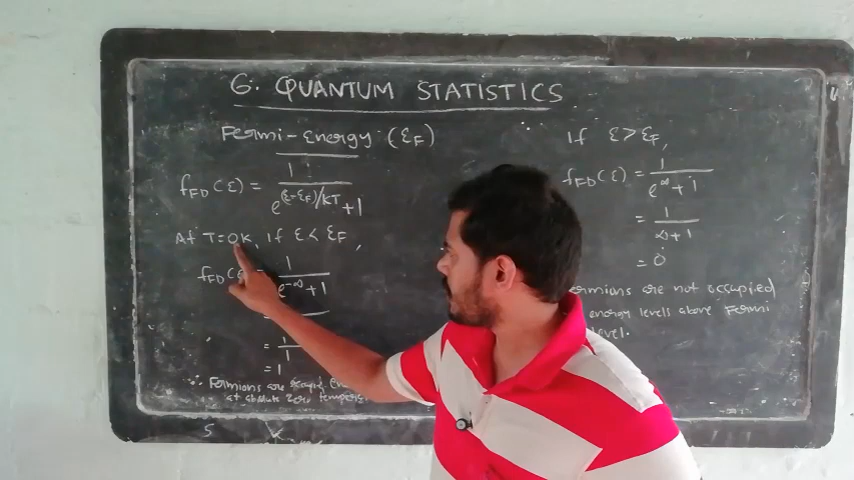 6. QUANTUM STATISTICS
Fermi-Energy (εF)
fFD(ε) = 1 / e^(ε-εF)/KT + 1
At T=0K, if ε < εF,
fFD(ε) = 1 / e^-∞ + 1
= 1/1
= 1
∴ Fermions are
at absolute zero
If ε > εF,
fFD(ε) = 1 / e^∞ + 1
= 1 / ∞+1
= 0
are not occupied
energy levels above Fermi
level.